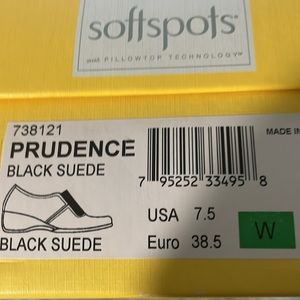 softspots®
with PILLOWTOP TECHNOLOGY™
738121
PRUDENCE
BLACK SUEDE
MADE IN
7 95252 33495 8
BLACK SUEDE
USA 7.5
Euro 38.5
W